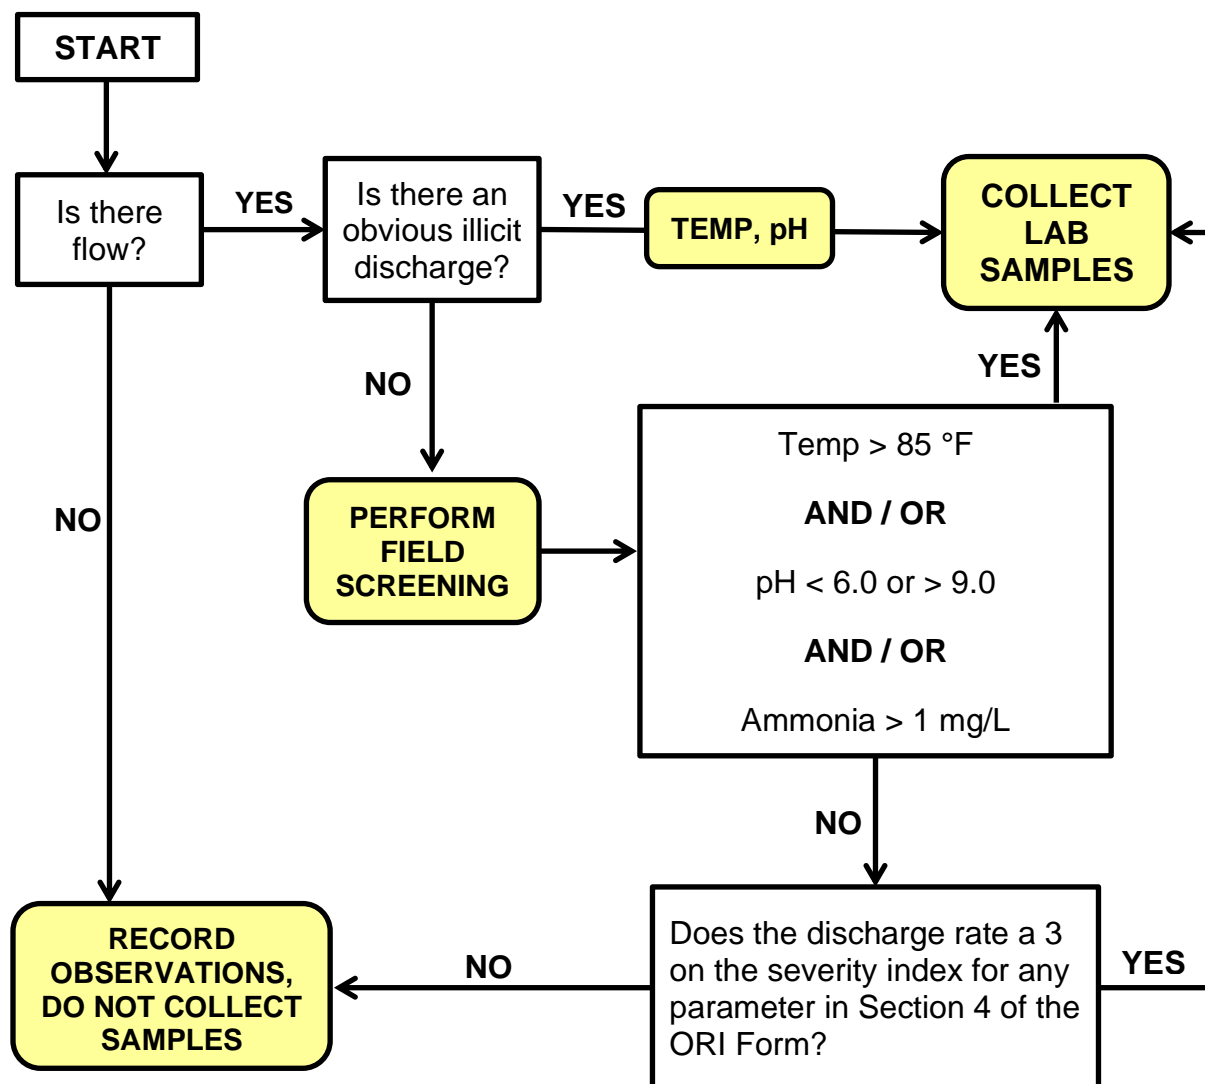 START
Is there
flow?
YES
Is there an
obvious illicit
discharge?
YES
TEMP, pH
COLLECT
LAB
SAMPLES
NO
YES
NO
PERFORM
FIELD
SCREENING
Temp > 85 °F
AND / OR
pH < 6.0 or > 9.0
AND / OR
Ammonia > 1 mg/L
NO
RECORD
OBSERVATIONS,
DO NOT COLLECT
SAMPLES
NO
Does the discharge rate a 3
on the severity index for any
parameter in Section 4 of the
ORI Form?
YES